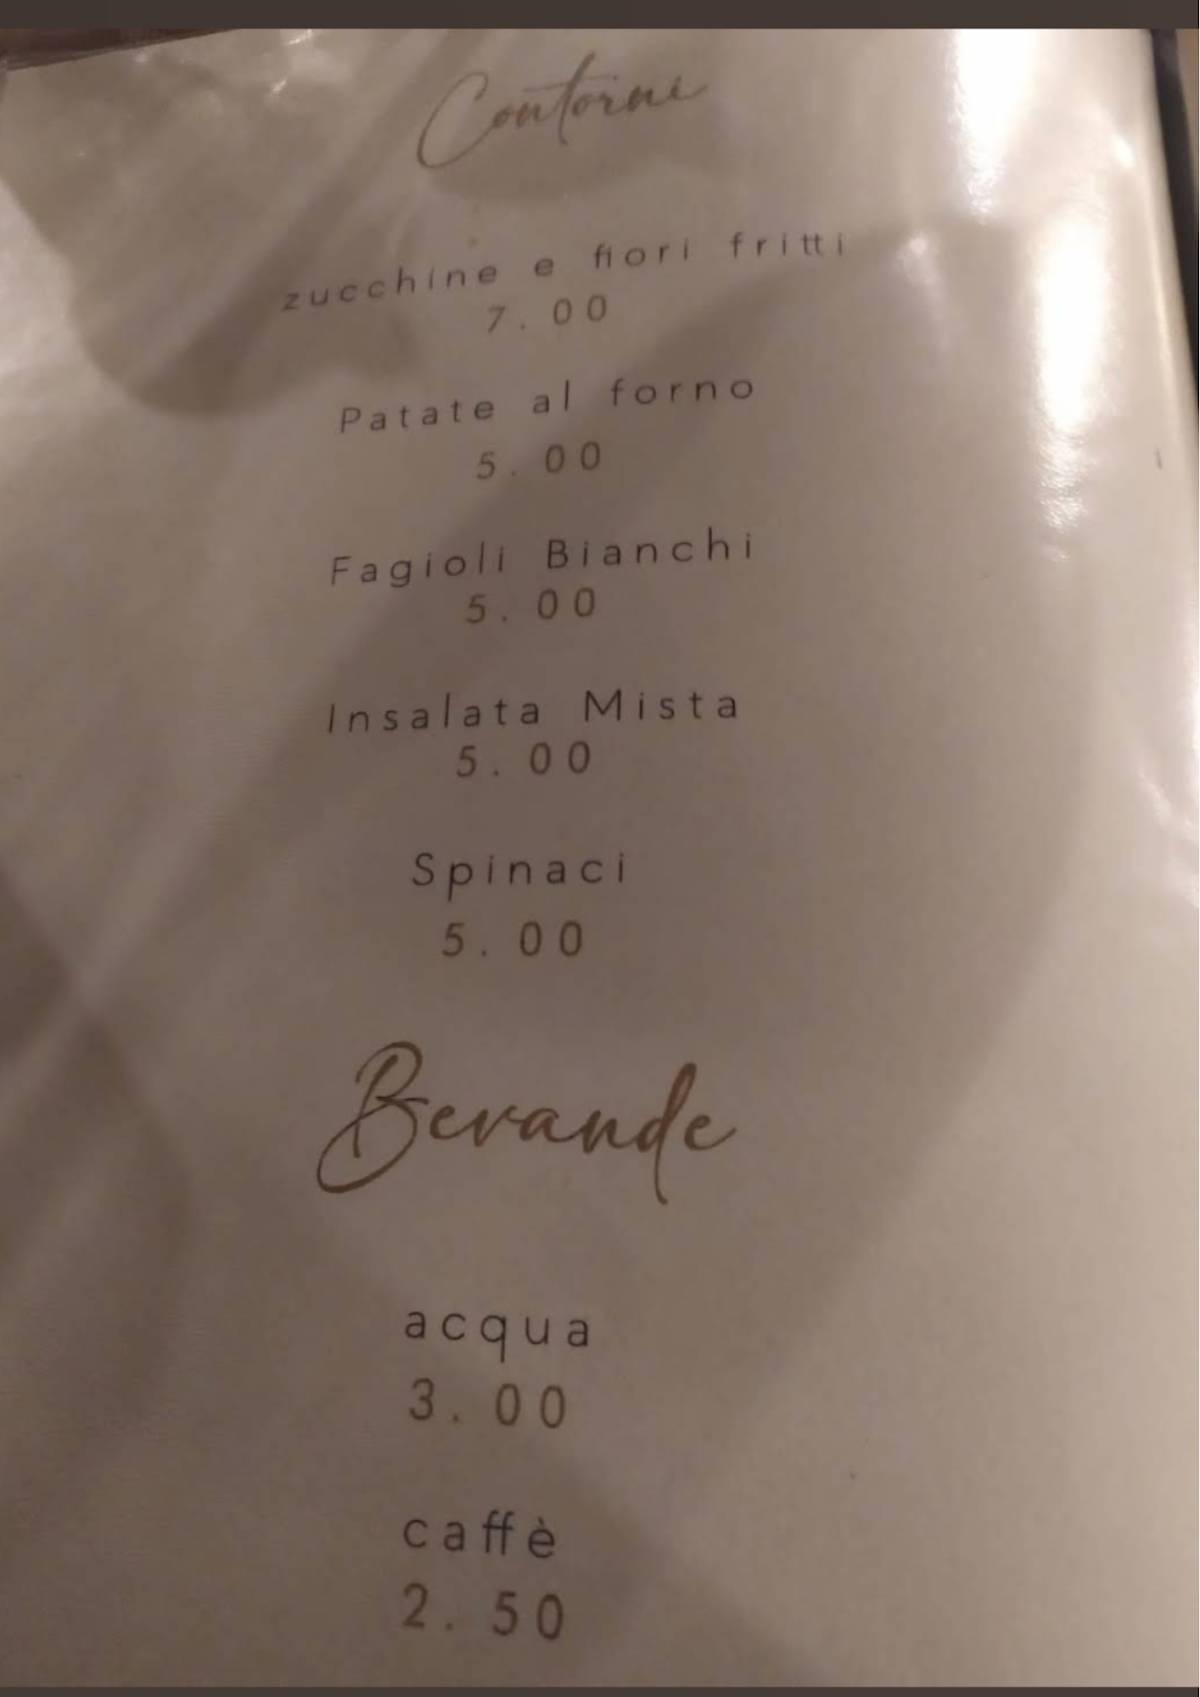 Contorni
zucchine e fiori fritti
7.00
Patate al forno
5.00
Fagioli Bianchi
5.00
Insalata Mista
5.00
Spinaci
5.00
Bevande
acqua
3.00
caffè
2.50